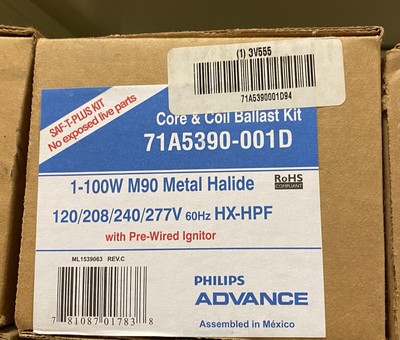 (1) 3V555
71A5390001D94
SAF-T-PLUS KIT
No exposed live parts
Core & Coil Ballast Kit
71A5390-001D
1-100W M90 Metal Halide
RoHS
COMPLIANT
120/208/240/277V 60Hz HX-HPF
with Pre-Wired Ignitor
ML1539063 REV.C
7 81087 01783 8
PHILIPS
ADVANCE
Assembled in México